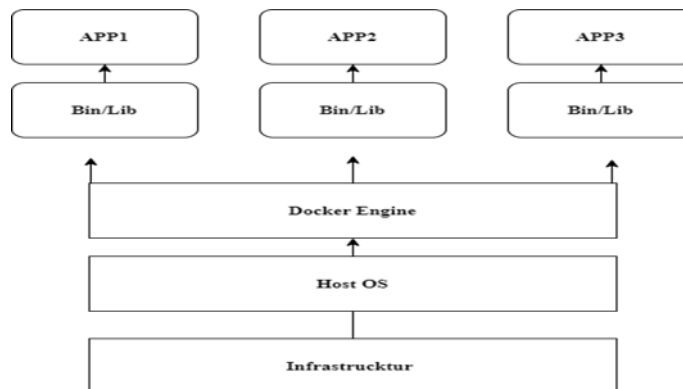 APP1
APP2
APP3
Bin/Lib
Bin/Lib
Bin/Lib
Docker Engine
Host OS
Infrastrucktur